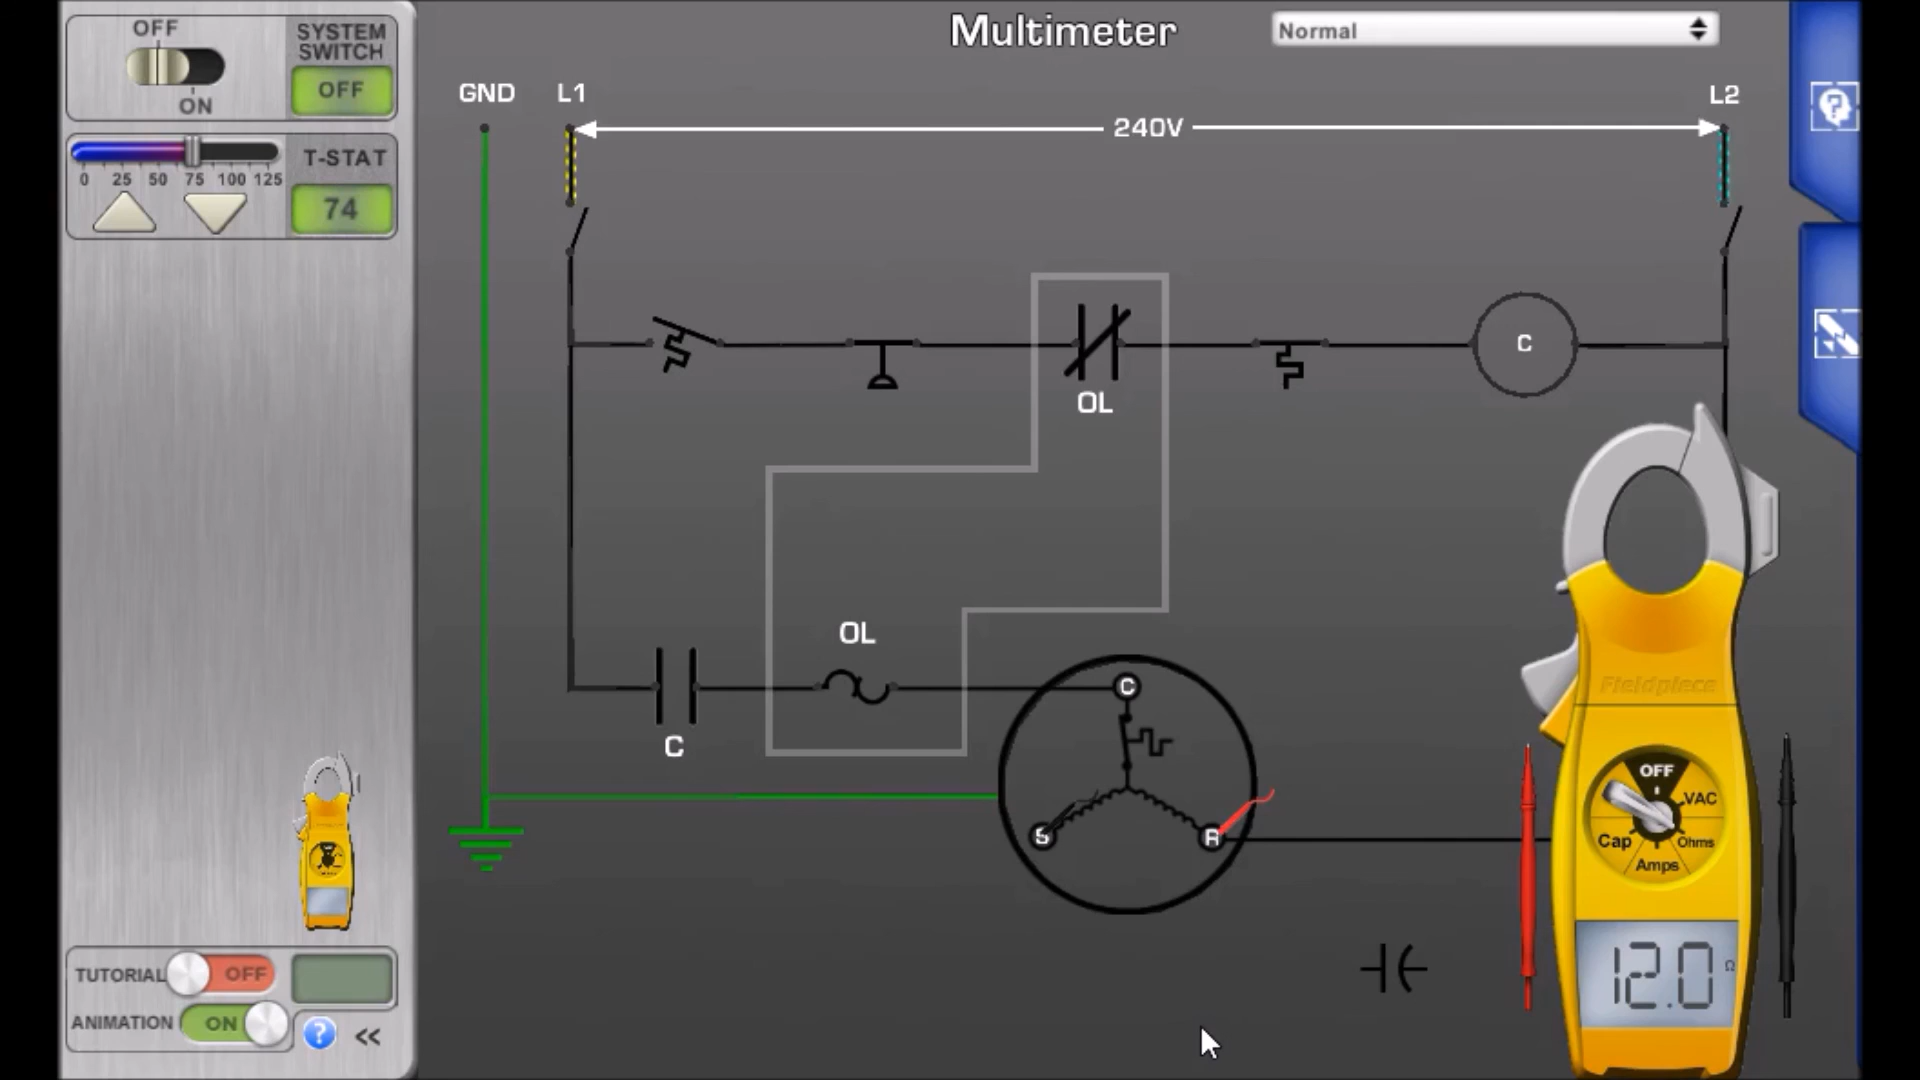 OFF
ON
SYSTEM
SWITCH
OFF
0 25 50 75 100 125
T-STAT
74
Multimeter
Normal
GND
L1
L2
240V
OL
C
OL
C
C
S
R
Fieldpiece
OFF
VAC
Cap
Ohms
Amps
12.0 Ω
TUTORIAL OFF
ANIMATION ON
?
<<